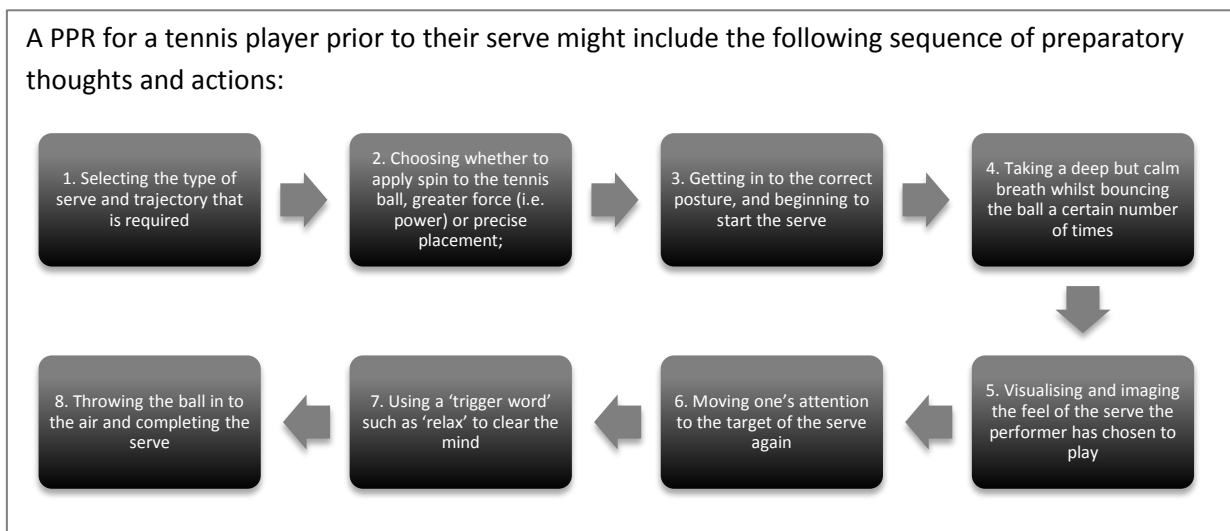 A PPR for a tennis player prior to their serve might include the following sequence of preparatory
thoughts and actions:
1. Selecting the type of
serve and trajectory that
is required
2. Choosing whether to
apply spin to the tennis
ball, greater force (i.e.
power) or precise
placement;
3. Getting in to the correct
posture, and beginning to
start the serve
4. Taking a deep but calm
breath whilst bouncing
the ball a certain number
of times
5. Visualising and imaging
the feel of the serve the
performer has chosen to
play
6. Moving one's attention
to the target of the serve
again
7. Using a 'trigger word'
such as 'relax' to clear the
mind
8. Throwing the ball in to
the air and completing the
serve